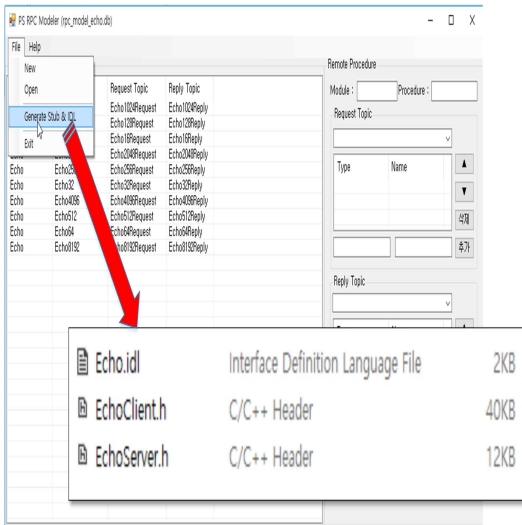 PS RPC Modeler (rpc_model_echo.db)
File Help
New
Open
Generate Stub & IDL
Exit
Request Topic Reply Topic
Echo1024Request Echo1024Reply
Echo128Request Echo128Reply
Echo16Request Echo16Reply
Echo2048Request Echo2048Reply
Echo Echo256Request Echo256Reply
Echo Echo32 Echo32Request Echo32Reply
Echo Echo4096 Echo4096Request Echo4096Reply
Echo Echo512 Echo512Request Echo512Reply
Echo Echo64 Echo64Request Echo64Reply
Echo Echo8192 Echo8192Request Echo8192Reply
Remote Procedure
Module : Procedure :
Request Topic
Type Name
삭제
추가
Reply Topic
Echo.idl Interface Definition Language File 2KB
EchoClient.h C/C++ Header 40KB
EchoServer.h C/C++ Header 12KB